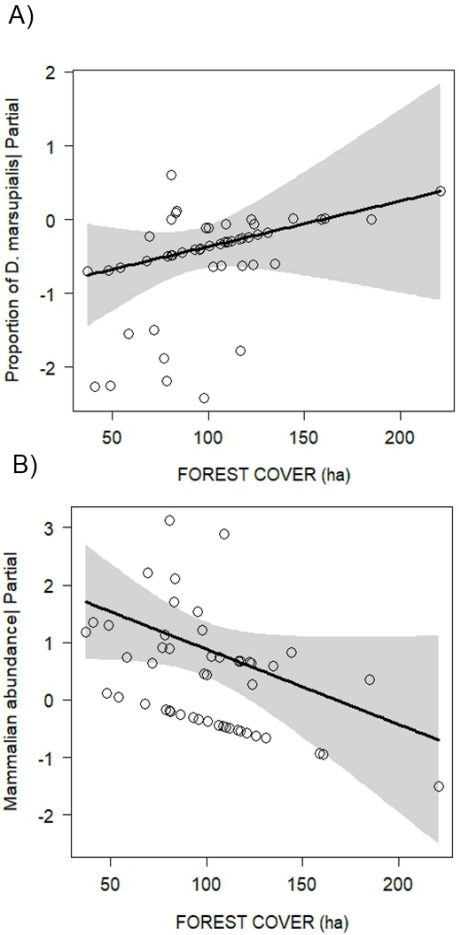 A)
Proportion of D. marsupialis| Partial
2
1
0
-1
-2
50 100 150 200
FOREST COVER (ha)
B)
Mammalian abundance| Partial
3
2
1
0
-1
-2
50 100 150 200
FOREST COVER (ha)